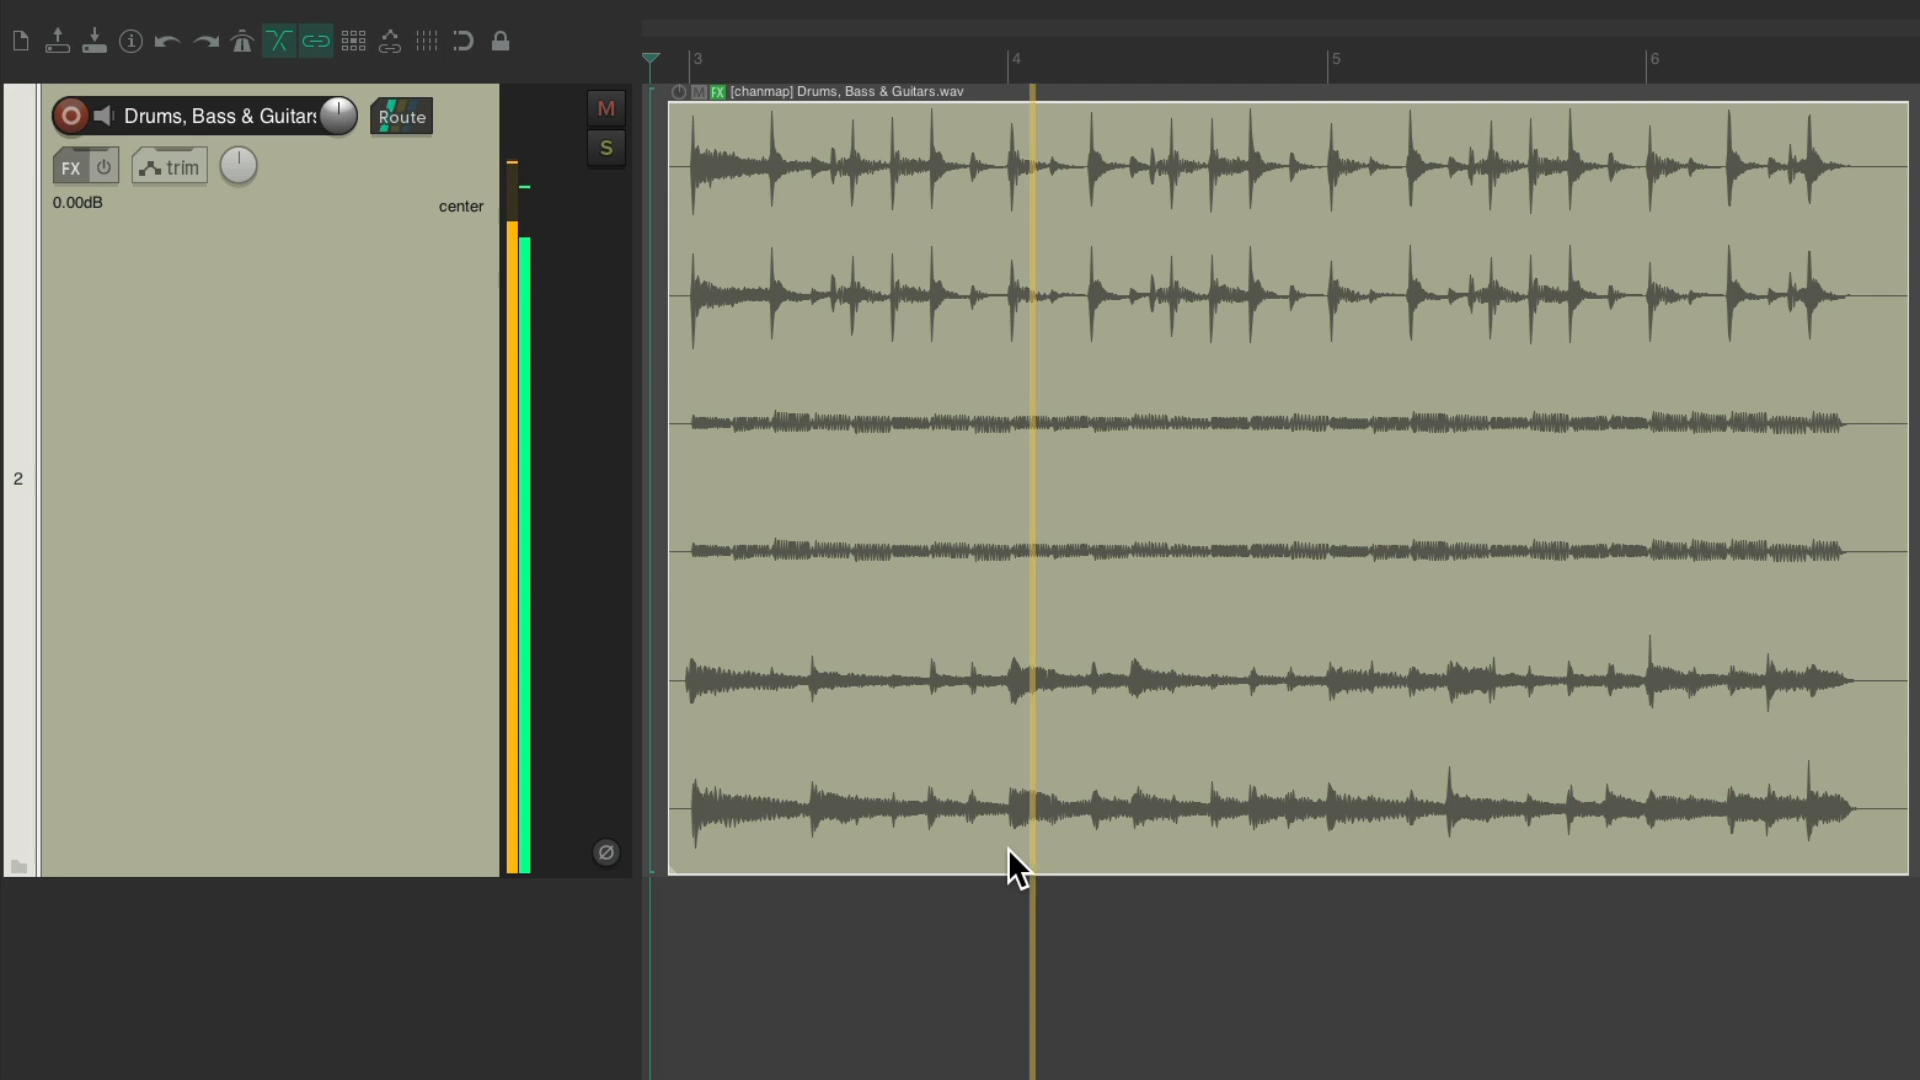 3 4 5 6
M FX [chanmap] Drums, Bass & Guitars.wav
Drums, Bass & Guitars
Route
M
S
FX
trim
0.00dB
center
2